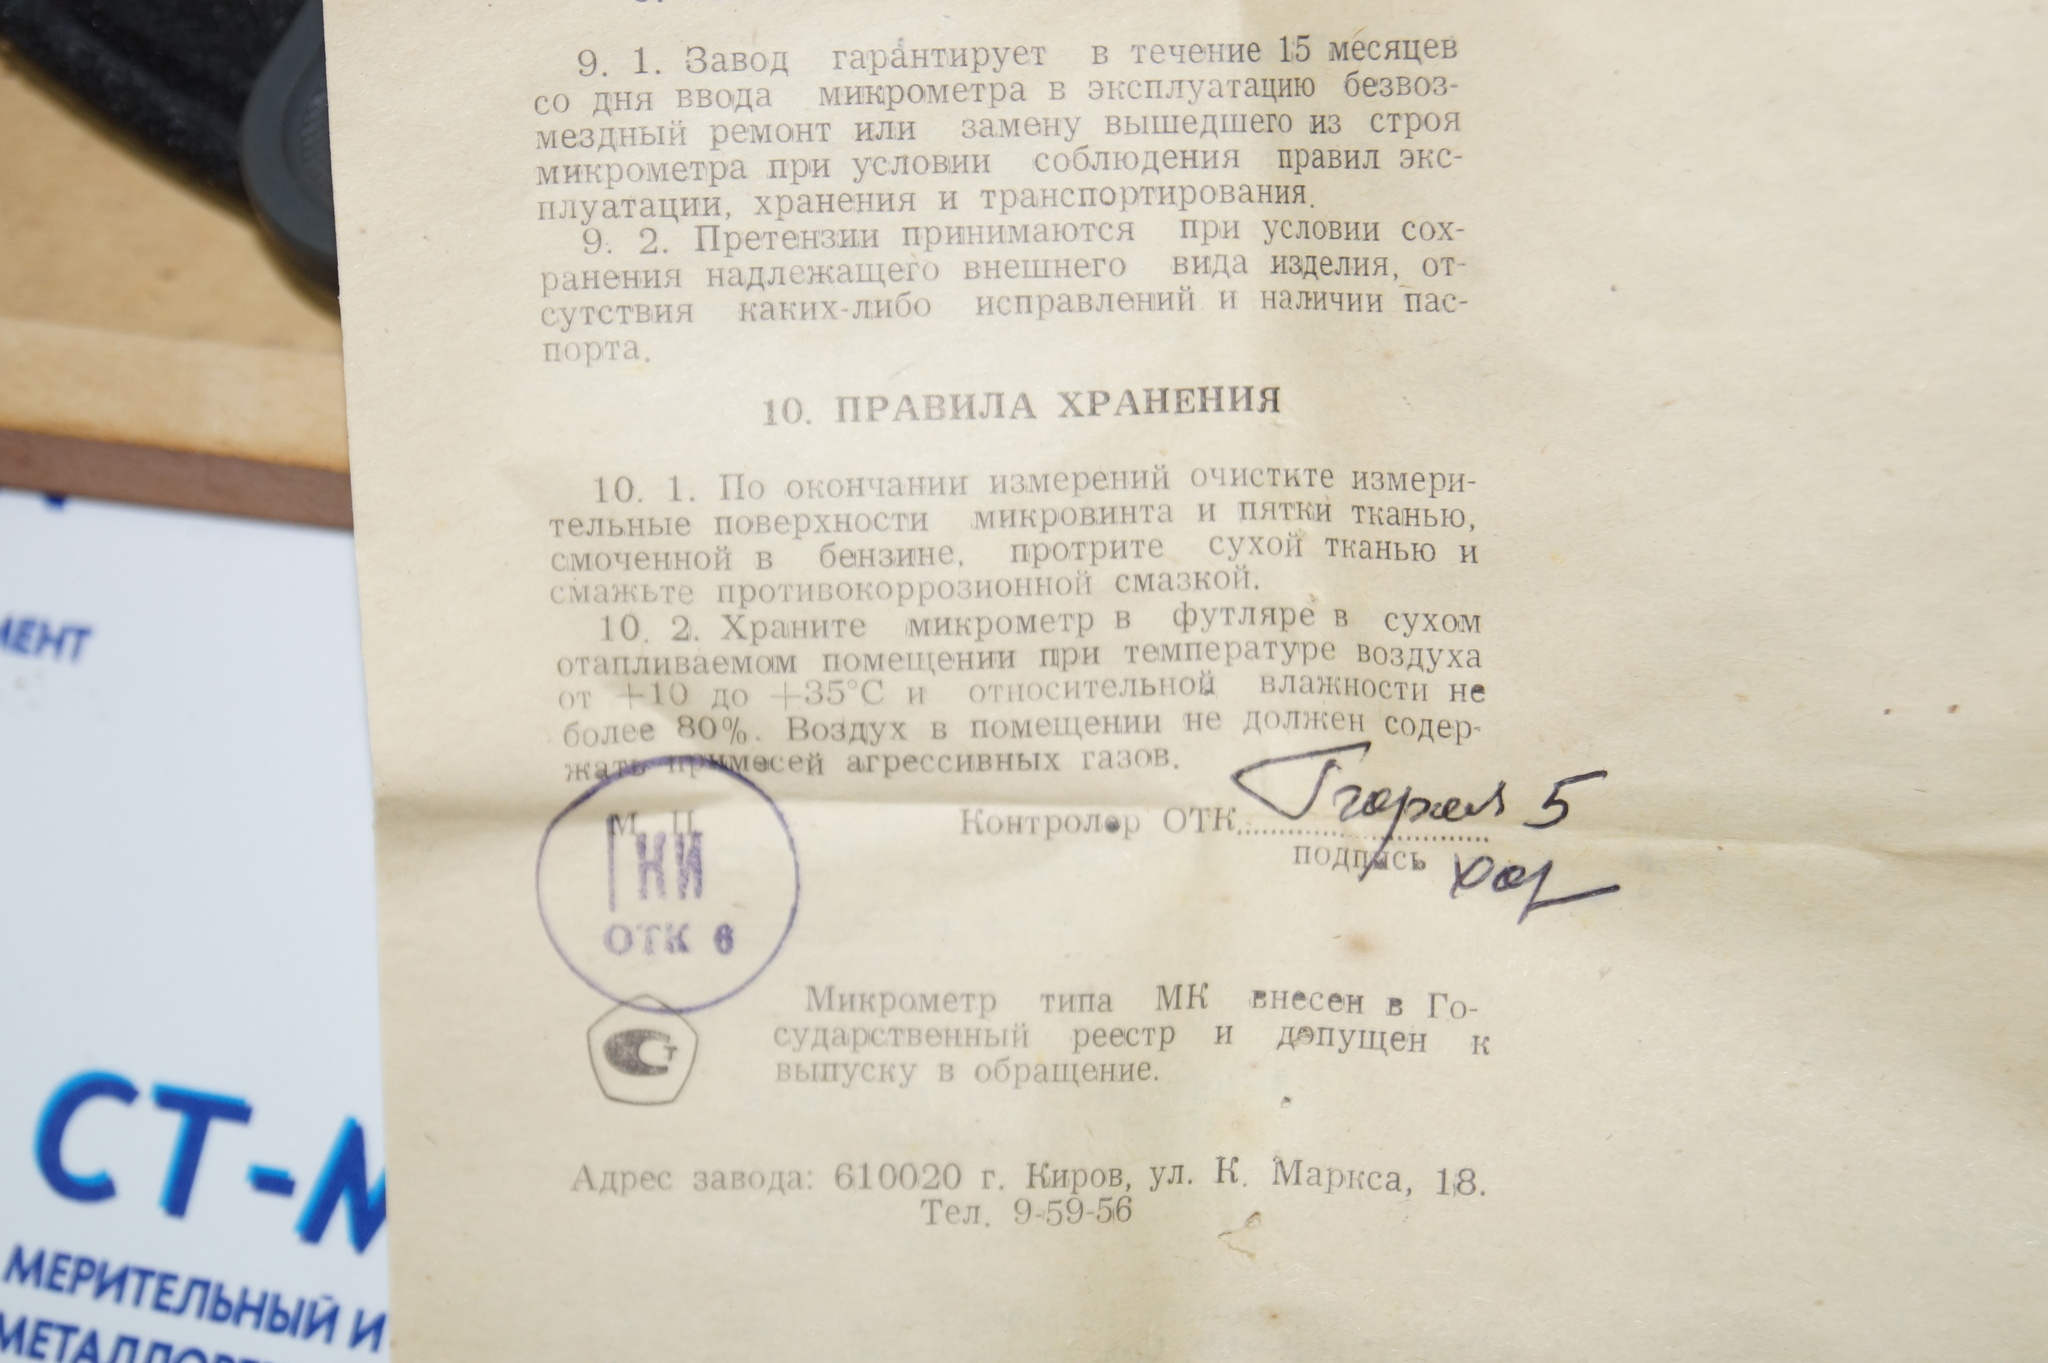 9. 1. Завод гарантирует в течение 15 месяцев
со дня ввода микрометра в эксплуатацию безвоз-
мездный ремонт или замену вышедшего из строя
микрометра при условии соблюдения правил экс-
плуатации, хранения и транспортирования.
9. 2. Претензии принимаются при условии сох-
ранения надлежащего внешнего вида изделия, от-
сутствия каких-либо исправлений и наличии пас-
порта.
10. ПРАВИЛА ХРАНЕНИЯ
10. 1. По окончании измерений очистите измери-
тельные поверхности микровинта и пятки тканью,
смоченной в бензине, протрите сухой тканью и
смажьте противокоррозионной смазкой.
10. 2. Храните микрометр в футляре в сухом
отапливаемом помещении при температуре воздуха
от +10 до +35°С и относительной влажности не
более 80%. Воздух в помещении не должен содер-
жать примесей агрессивных газов.
М. П. Контролер ОТК 5
подпись
НИ
ОТК 6
Микрометр типа МК внесен в Го-
сударственный реестр и допущен к
выпуску в обращение.
Адрес завода: 610020 г. Киров, ул. К. Маркса, 18.
Тел. 9-59-56
МЕНТ
СТ-М
МЕРИТЕЛЬНЫЙ И